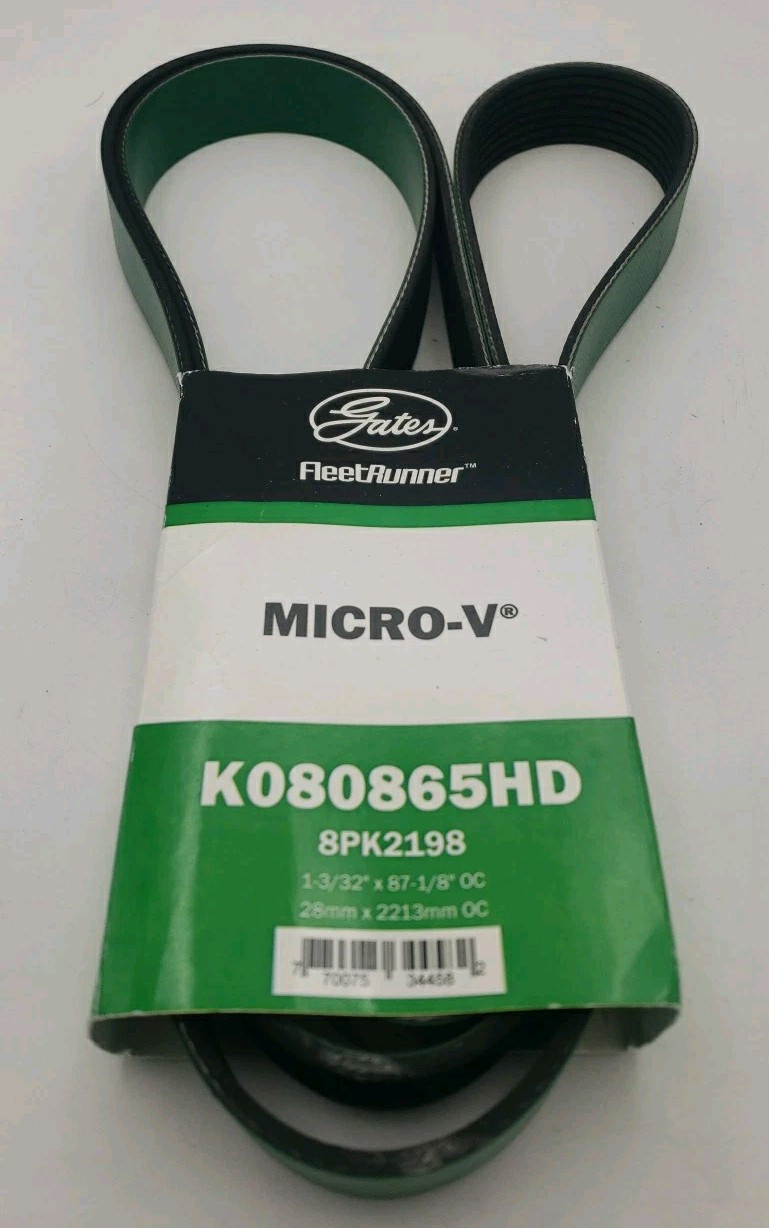 Gates®
FleetRunner™
MICRO-V®
K080865HD
8PK2198
1-3/32" x 87-1/8" OC
28mm x 2213mm OC
7 70075 34458 2